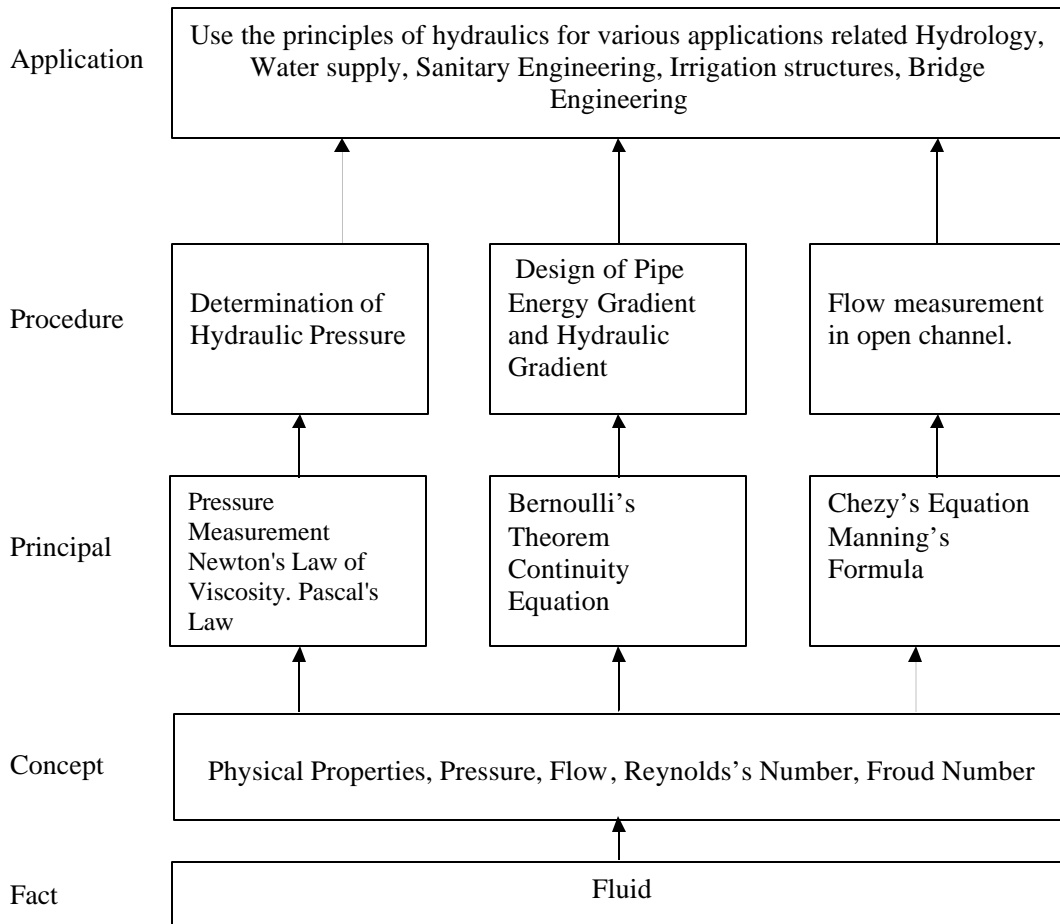 Application
Use the principles of hydraulics for various applications related Hydrology,
Water supply, Sanitary Engineering, Irrigation structures, Bridge
Engineering
Procedure
Determination of
Hydraulic Pressure
Design of Pipe
Energy Gradient
and Hydraulic
Gradient
Flow measurement
in open channel.
Principal
Pressure
Measurement
Newton's Law of
Viscosity. Pascal's
Law
Bernoulli’s
Theorem
Continuity
Equation
Chezy’s Equation
Manning’s
Formula
Concept
Physical Properties, Pressure, Flow, Reynolds’s Number, Froud Number
Fact
Fluid